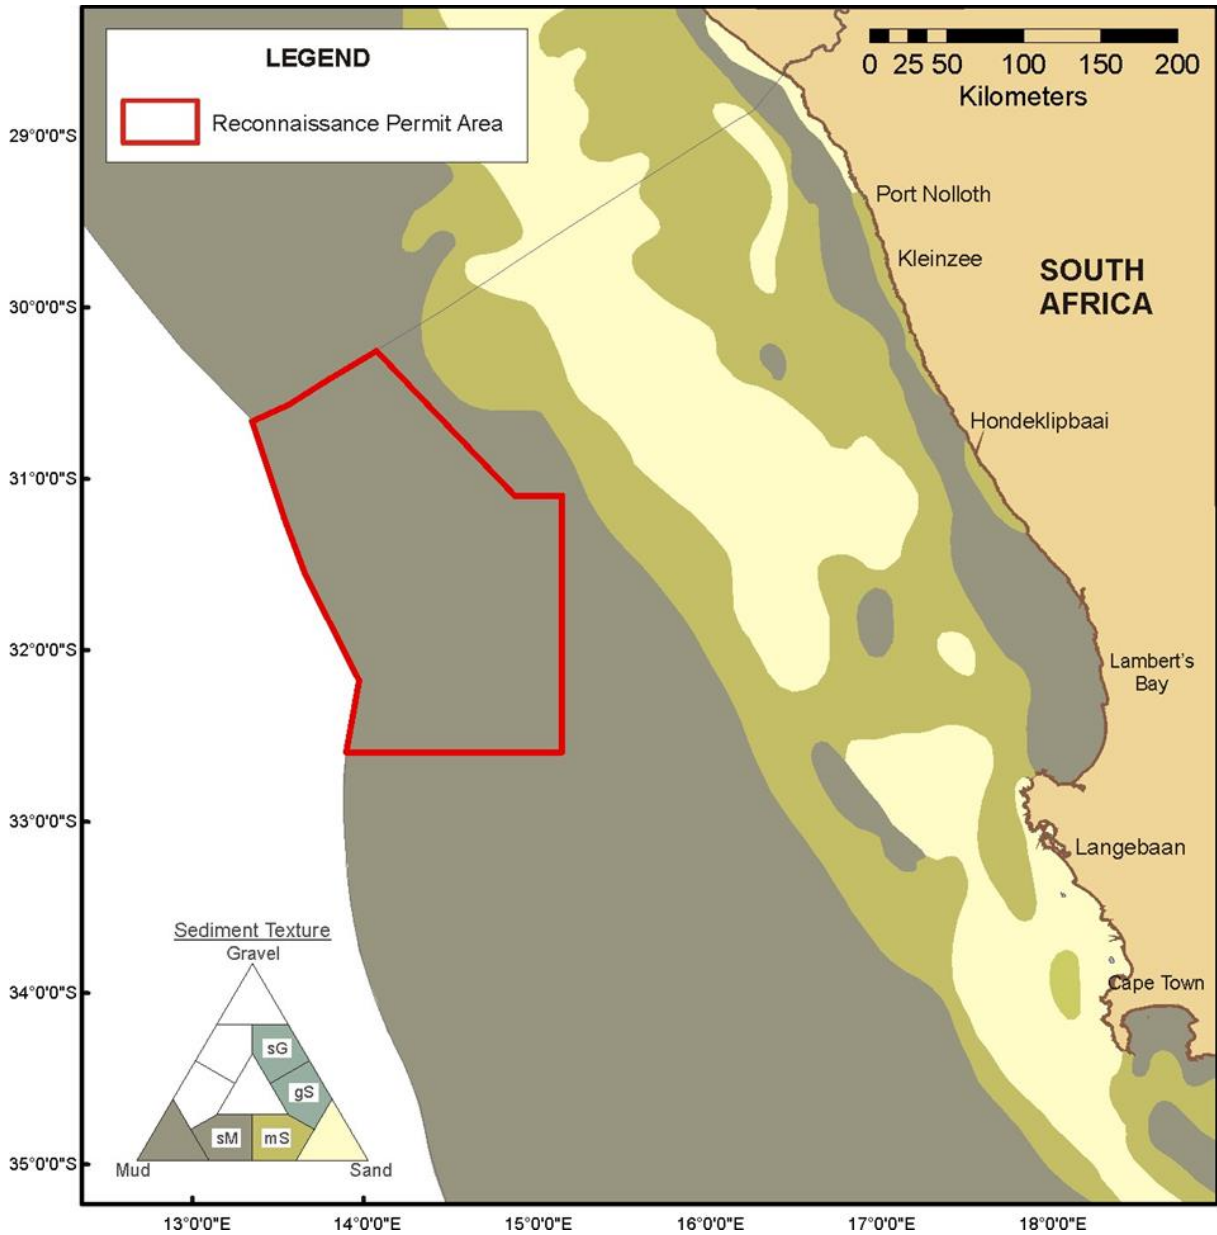 LEGEND
Reconnaissance Permit Area
0 25 50 100 150 200
Kilometers
29°0'0"S
30°0'0"S
31°0'0"S
32°0'0"S
33°0'0"S
34°0'0"S
35°0'0"S
Port Nolloth
Kleinzee
SOUTH
AFRICA
Hondeklipbaai
Lambert's
Bay
Langebaan
Cape Town
Sediment Texture
Gravel
sG
gS
sM mS
Mud Sand
13°0'0"E 14°0'0"E 15°0'0"E 16°0'0"E 17°0'0"E 18°0'0"E